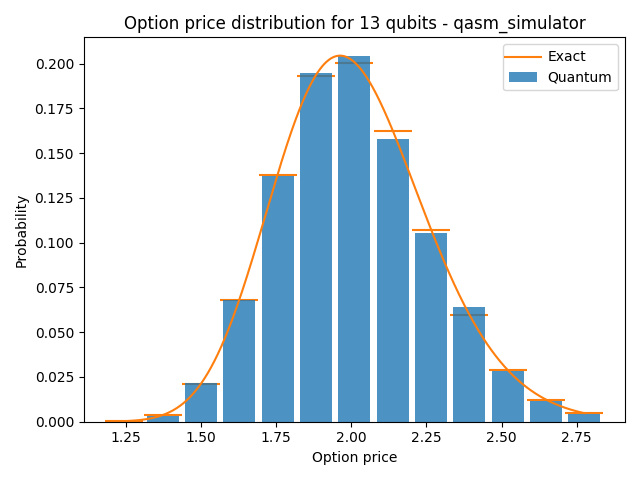 Option price distribution for 13 qubits - qasm_simulator
Exact
Quantum
0.200
0.175
0.150
0.125
0.100
0.075
0.050
0.025
0.000
Probability
1.25 1.50 1.75 2.00 2.25 2.50 2.75
Option price